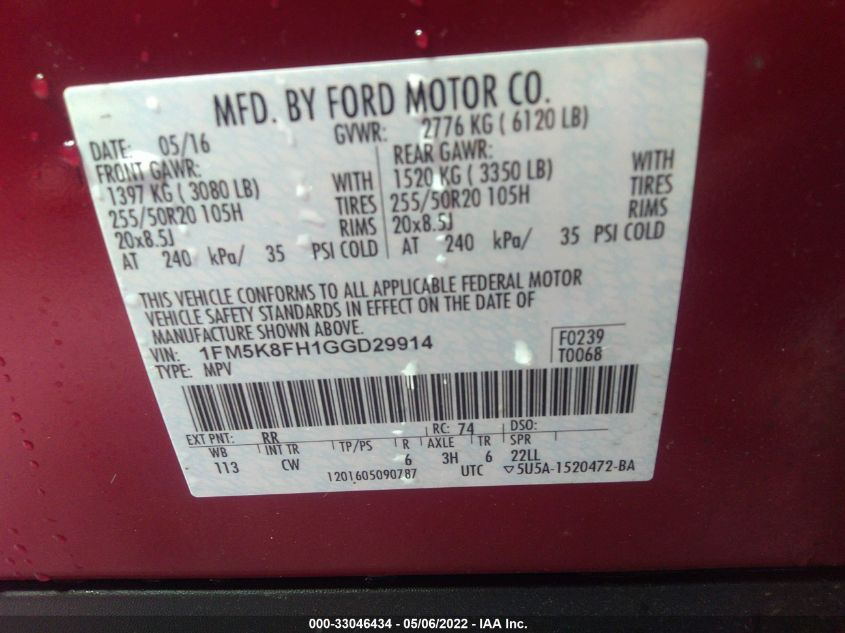 MFD. BY FORD MOTOR CO.
DATE: 05/16 GVWR: 2776 KG ( 6120 LB)
FRONT GAWR: REAR GAWR:
1397 KG ( 3080 LB) WITH 1520 KG ( 3350 LB) WITH
255/50R20 105H TIRES 255/50R20 105H TIRES
20x8.5J RIMS 20x8.5J RIMS
AT 240 kPa/ 35 PSI COLD AT 240 kPa/ 35 PSI COLD
THIS VEHICLE CONFORMS TO ALL APPLICABLE FEDERAL MOTOR
VEHICLE SAFETY STANDARDS IN EFFECT ON THE DATE OF
MANUFACTURE SHOWN ABOVE.
VIN: 1FM5K8FH1GGD29914 F0239
TYPE: MPV T0068
EXT PNT: RR RC: 74 DSO:
WB INT TR TP/PS R AXLE TR SPR
113 CW 6 3H 6 22LL
1201605090787 UTC ▽5U5A-1520472-BA
000-33046434 - 05/06/2022 - IAA Inc.